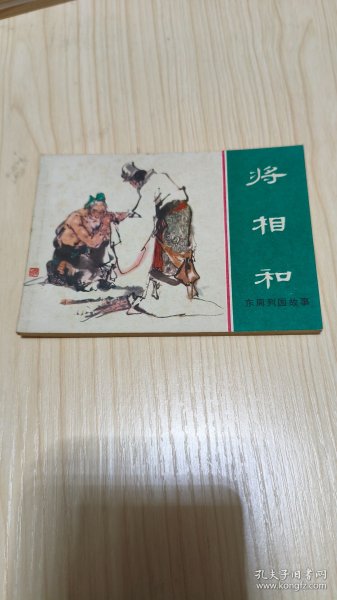 将
相
和
东周列国故事
孔夫子旧书网
www.kongfz.com